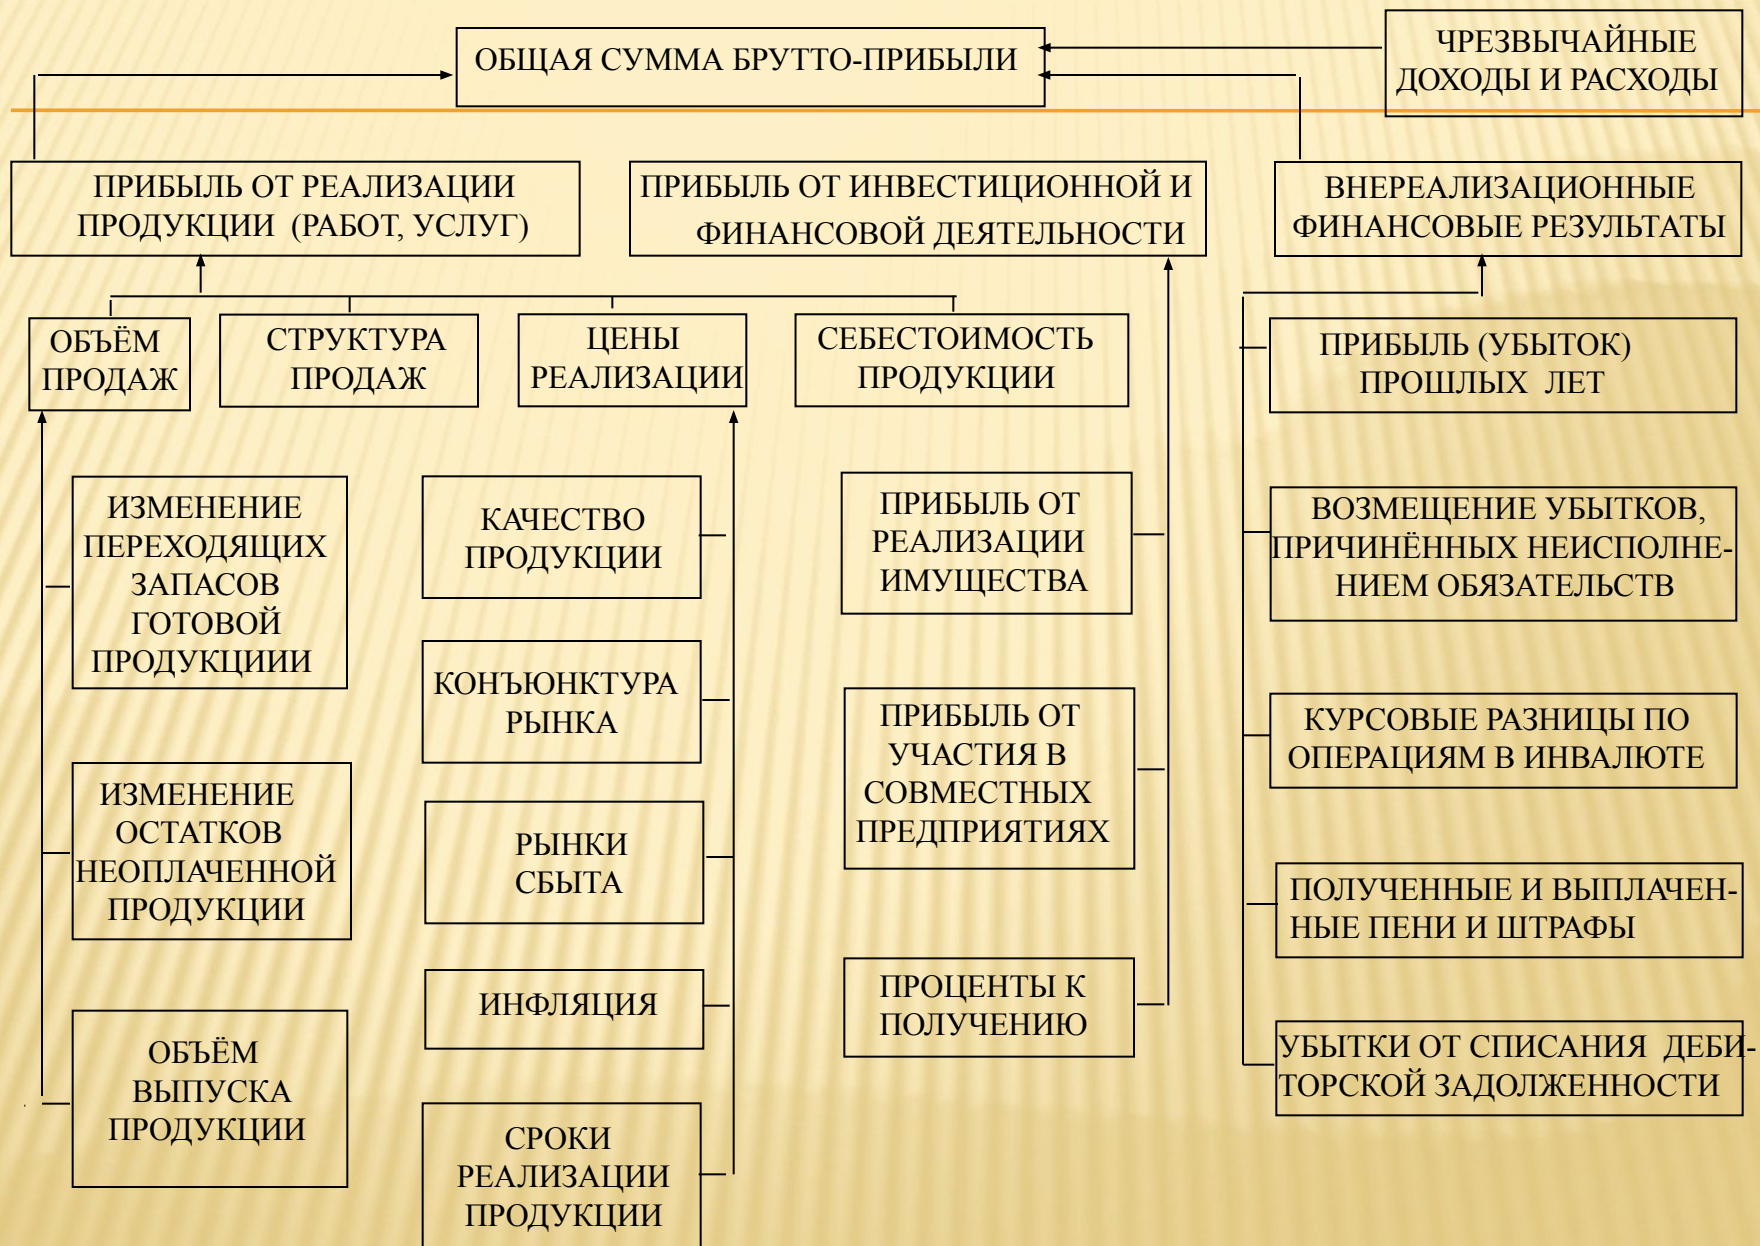 ОБЩАЯ СУММА БРУТТО-ПРИБЫЛИ
ЧРЕЗВЫЧАЙНЫЕ
ДОХОДЫ И РАСХОДЫ
ПРИБЫЛЬ ОТ РЕАЛИЗАЦИИ
ПРОДУКЦИИ (РАБОТ, УСЛУГ)
ПРИБЫЛЬ ОТ ИНВЕСТИЦИОННОЙ И
ФИНАНСОВОЙ ДЕЯТЕЛЬНОСТИ
ВНЕРЕАЛИЗАЦИОННЫЕ
ФИНАНСОВЫЕ РЕЗУЛЬТАТЫ
ОБЪЁМ
ПРОДАЖ
СТРУКТУРА
ПРОДАЖ
ЦЕНЫ
РЕАЛИЗАЦИИ
СЕБЕСТОИМОСТЬ
ПРОДУКЦИИ
ПРИБЫЛЬ (УБЫТОК)
ПРОШЛЫХ ЛЕТ
ИЗМЕНЕНИЕ
ПЕРЕХОДЯЩИХ
ЗАПАСОВ
ГОТОВОЙ
ПРОДУКЦИИИ
КАЧЕСТВО
ПРОДУКЦИИ
ПРИБЫЛЬ ОТ
РЕАЛИЗАЦИИ
ИМУЩЕСТВА
ВОЗМЕЩЕНИЕ УБЫТКОВ,
ПРИЧИНЁННЫХ НЕИСПОЛНЕ-
НИЕМ ОБЯЗАТЕЛЬСТВ
КОНЪЮНКТУРА
РЫНКА
ПРИБЫЛЬ ОТ
УЧАСТИЯ В
СОВМЕСТНЫХ
ПРЕДПРИЯТИЯХ
КУРСОВЫЕ РАЗНИЦЫ ПО
ОПЕРАЦИЯМ В ИНВАЛЮТЕ
ИЗМЕНЕНИЕ
ОСТАТКОВ
НЕОПЛАЧЕННОЙ
ПРОДУКЦИИ
РЫНКИ
СБЫТА
ПОЛУЧЕННЫЕ И ВЫПЛАЧЕН-
НЫЕ ПЕНИ И ШТРАФЫ
ИНФЛЯЦИЯ
ПРОЦЕНТЫ К
ПОЛУЧЕНИЮ
ОБЪЁМ
ВЫПУСКА
ПРОДУКЦИИ
УБЫТКИ ОТ СПИСАНИЯ ДЕБИ-
ТОРСКОЙ ЗАДОЛЖЕННОСТИ
СРОКИ
РЕАЛИЗАЦИИ
ПРОДУКЦИИ